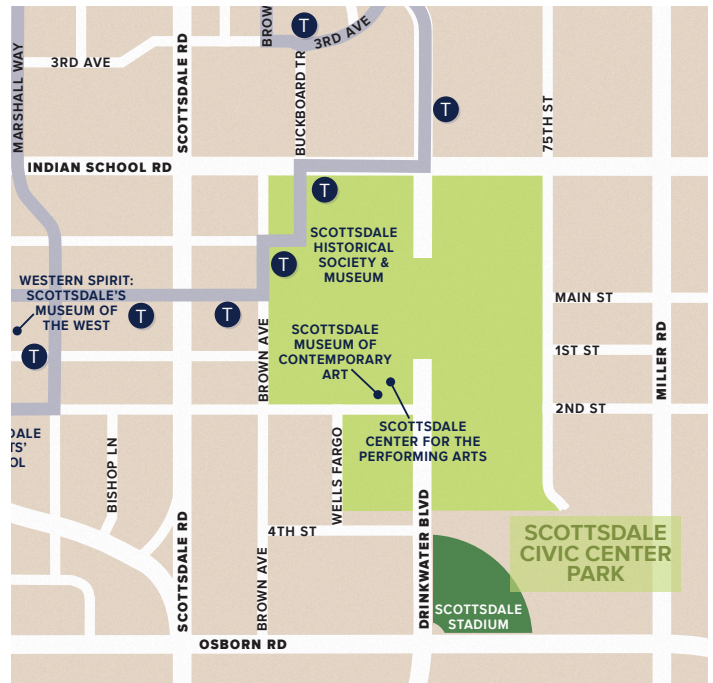 BROW
T
3RD AVE
MARSHALL WAY
3RD AVE
SCOTTSDALE RD
BUCKBOARD TR
T
75TH ST
INDIAN SCHOOL RD
T
SCOTTSDALE
HISTORICAL
SOCIETY &
MUSEUM
T
WESTERN SPIRIT:
SCOTTSDALE'S
MUSEUM OF
THE WEST
T
T
T
MAIN ST
SCOTTSDALE
MUSEUM OF
CONTEMPORARY
ART
BROWN AVE
1ST ST
MILLER RD
2ND ST
DALE
TS'
OL
BISHOP LN
WELLS FARGO
SCOTTSDALE
CENTER FOR THE
PERFORMING ARTS
SCOTTSDALE RD
BROWN AVE
4TH ST
DRINKWATER BLVD
SCOTTSDALE
CIVIC CENTER
PARK
SCOTTSDALE
STADIUM
OSBORN RD